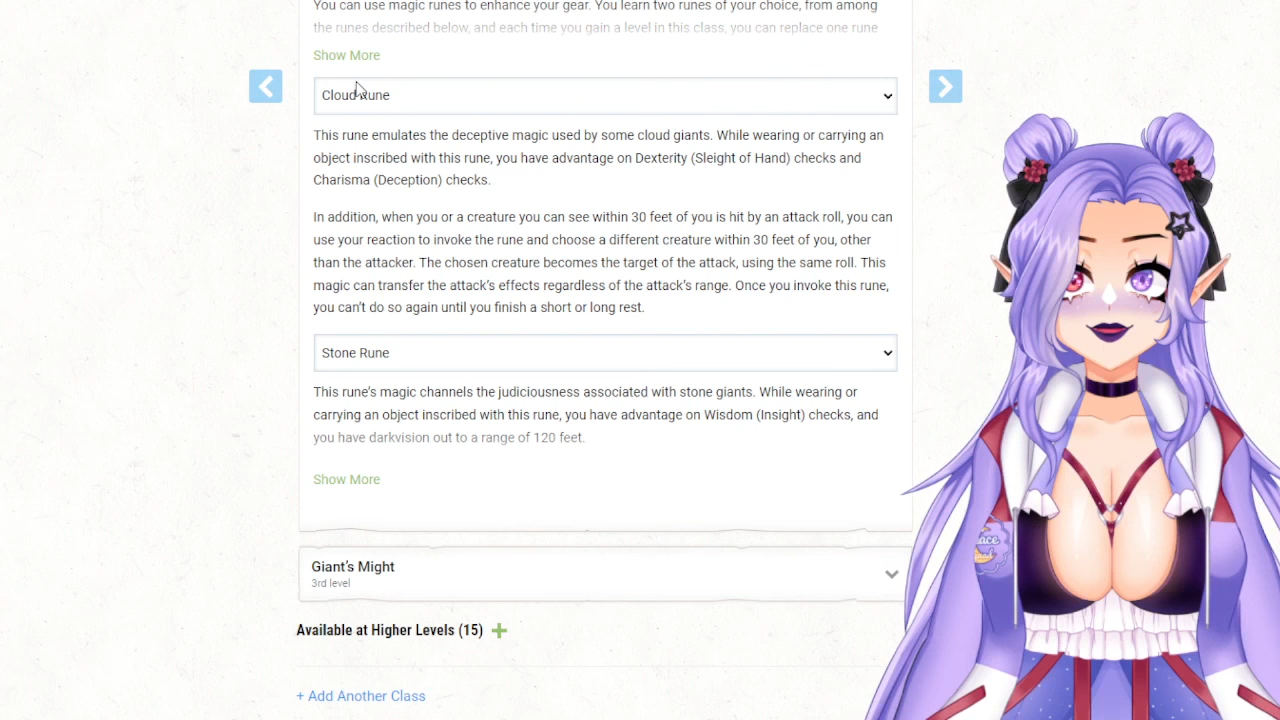 You can use magic runes to enhance your gear. You learn two runes of your choice, from among
the runes described below, and each time you gain a level in this class, you can replace one rune
Show More
Cloud Rune
This rune emulates the deceptive magic used by some cloud giants. While wearing or carrying an
object inscribed with this rune, you have advantage on Dexterity (Sleight of Hand) checks and
Charisma (Deception) checks.
In addition, when you or a creature you can see within 30 feet of you is hit by an attack roll, you can
use your reaction to invoke the rune and choose a different creature within 30 feet of you, other
than the attacker. The chosen creature becomes the target of the attack, using the same roll. This
magic can transfer the attack's effects regardless of the attack's range. Once you invoke this rune,
you can't do so again until you finish a short or long rest.
Stone Rune
This rune's magic channels the judiciousness associated with stone giants. While wearing or
carrying an object inscribed with this rune, you have advantage on Wisdom (Insight) checks, and
you have darkvision out to a range of 120 feet.
Show More
Giant's Might
3rd level
Available at Higher Levels (15)
+ Add Another Class